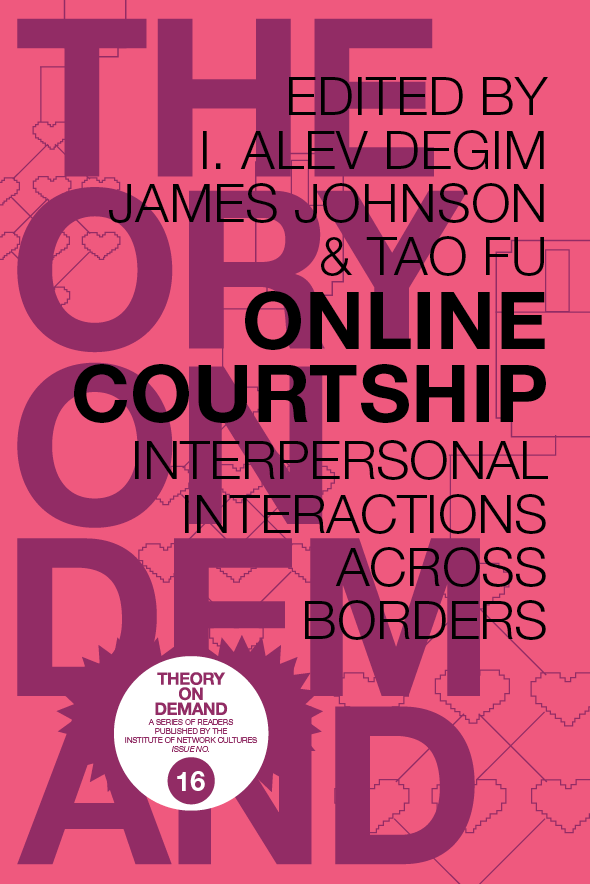 THE
ORY
ON
DEM
AND
EDITED BY
I. ALEV DEGIM
JAMES JOHNSON
& TAO FU
ONLINE
COURTSHIP
INTERPERSONAL
INTERACTIONS
ACROSS
BORDERS
THEORY
ON
DEMAND
A SERIES OF READERS
PUBLISHED BY THE
INSTITUTE OF NETWORK CULTURES
ISSUE NO.
16